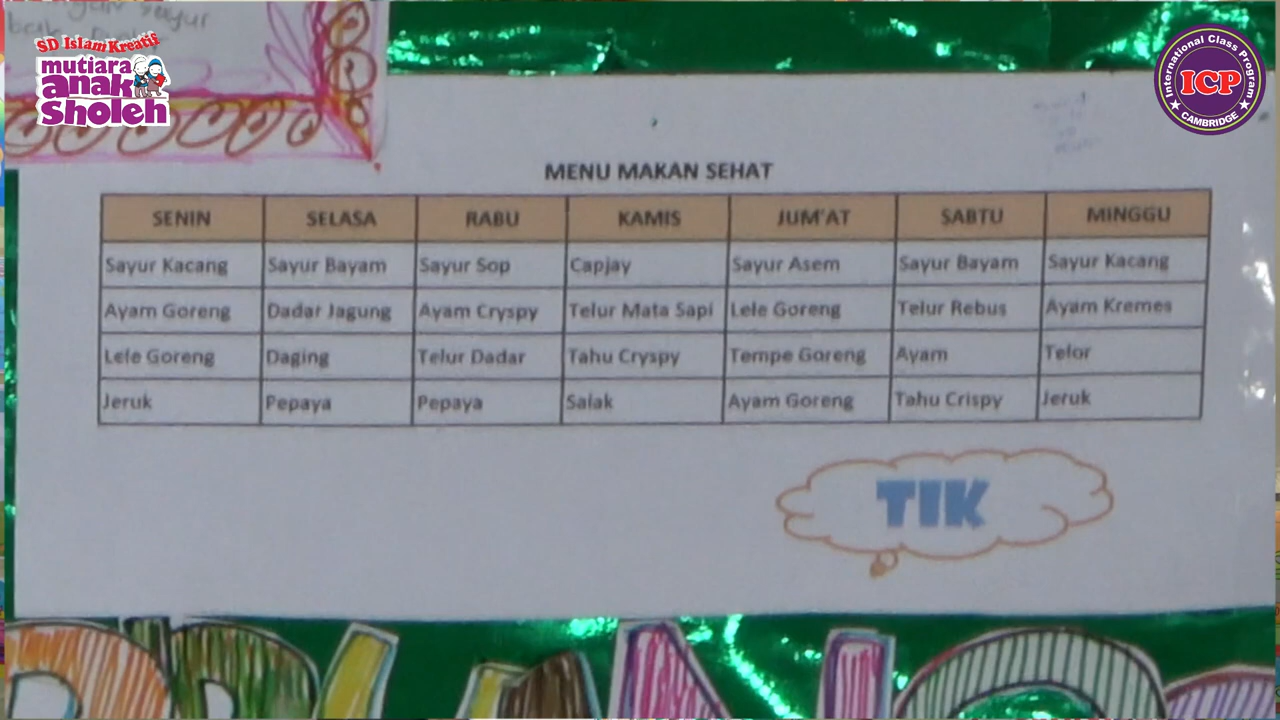 sayur
SD Islam Kreatif
mutiara
anak
Sholeh
International Class Program
ICP
CAMBRIDGE
MENU MAKAN SEHAT
SENIN SELASA RABU KAMIS JUM'AT SABTU MINGGU
Sayur Kacang Sayur Bayam Sayur Sop Capjay Sayur Asem Sayur Bayam Sayur Kacang
Ayam Goreng Dadar Jagung Ayam Cryspy Telur Mata Sapi Lele Goreng Telur Rebus Ayam Kremes
Lele Goreng Daging Telur Dadar Tahu Cryspy Tempe Goreng Ayam Telor
Jeruk Pepaya Pepaya Salak Ayam Goreng Tahu Crispy Jeruk
TIK